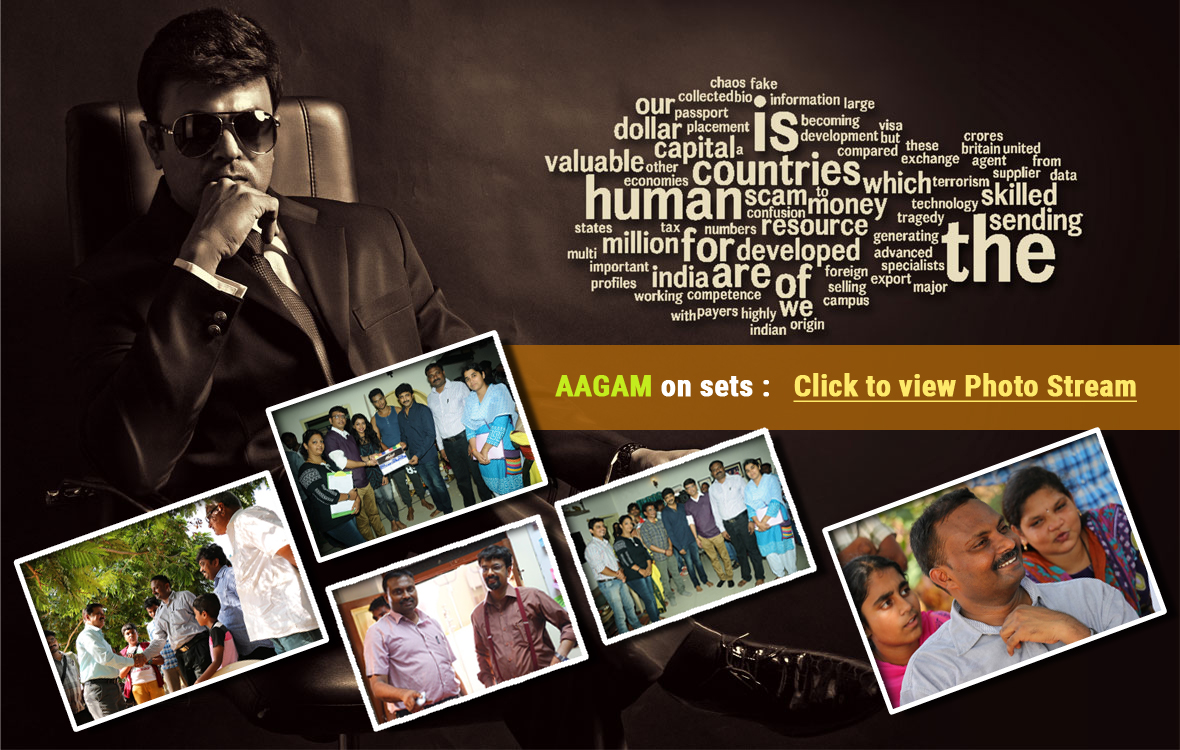 chaos fake
our collected bio is information large
passport
dollar placement becoming visa
development but crores
capital a compared these britain united
valuable other countries exchange agent from
economies which terrorism supplier data
human scam to money technology skilled
confusion tragedy sending
states tax numbers resource generating the
multi million for developed advanced
important india are of foreign specialists
profiles selling export major
working competence we campus
with payers highly
indian origin
AAGAM on sets : Click to view Photo Stream